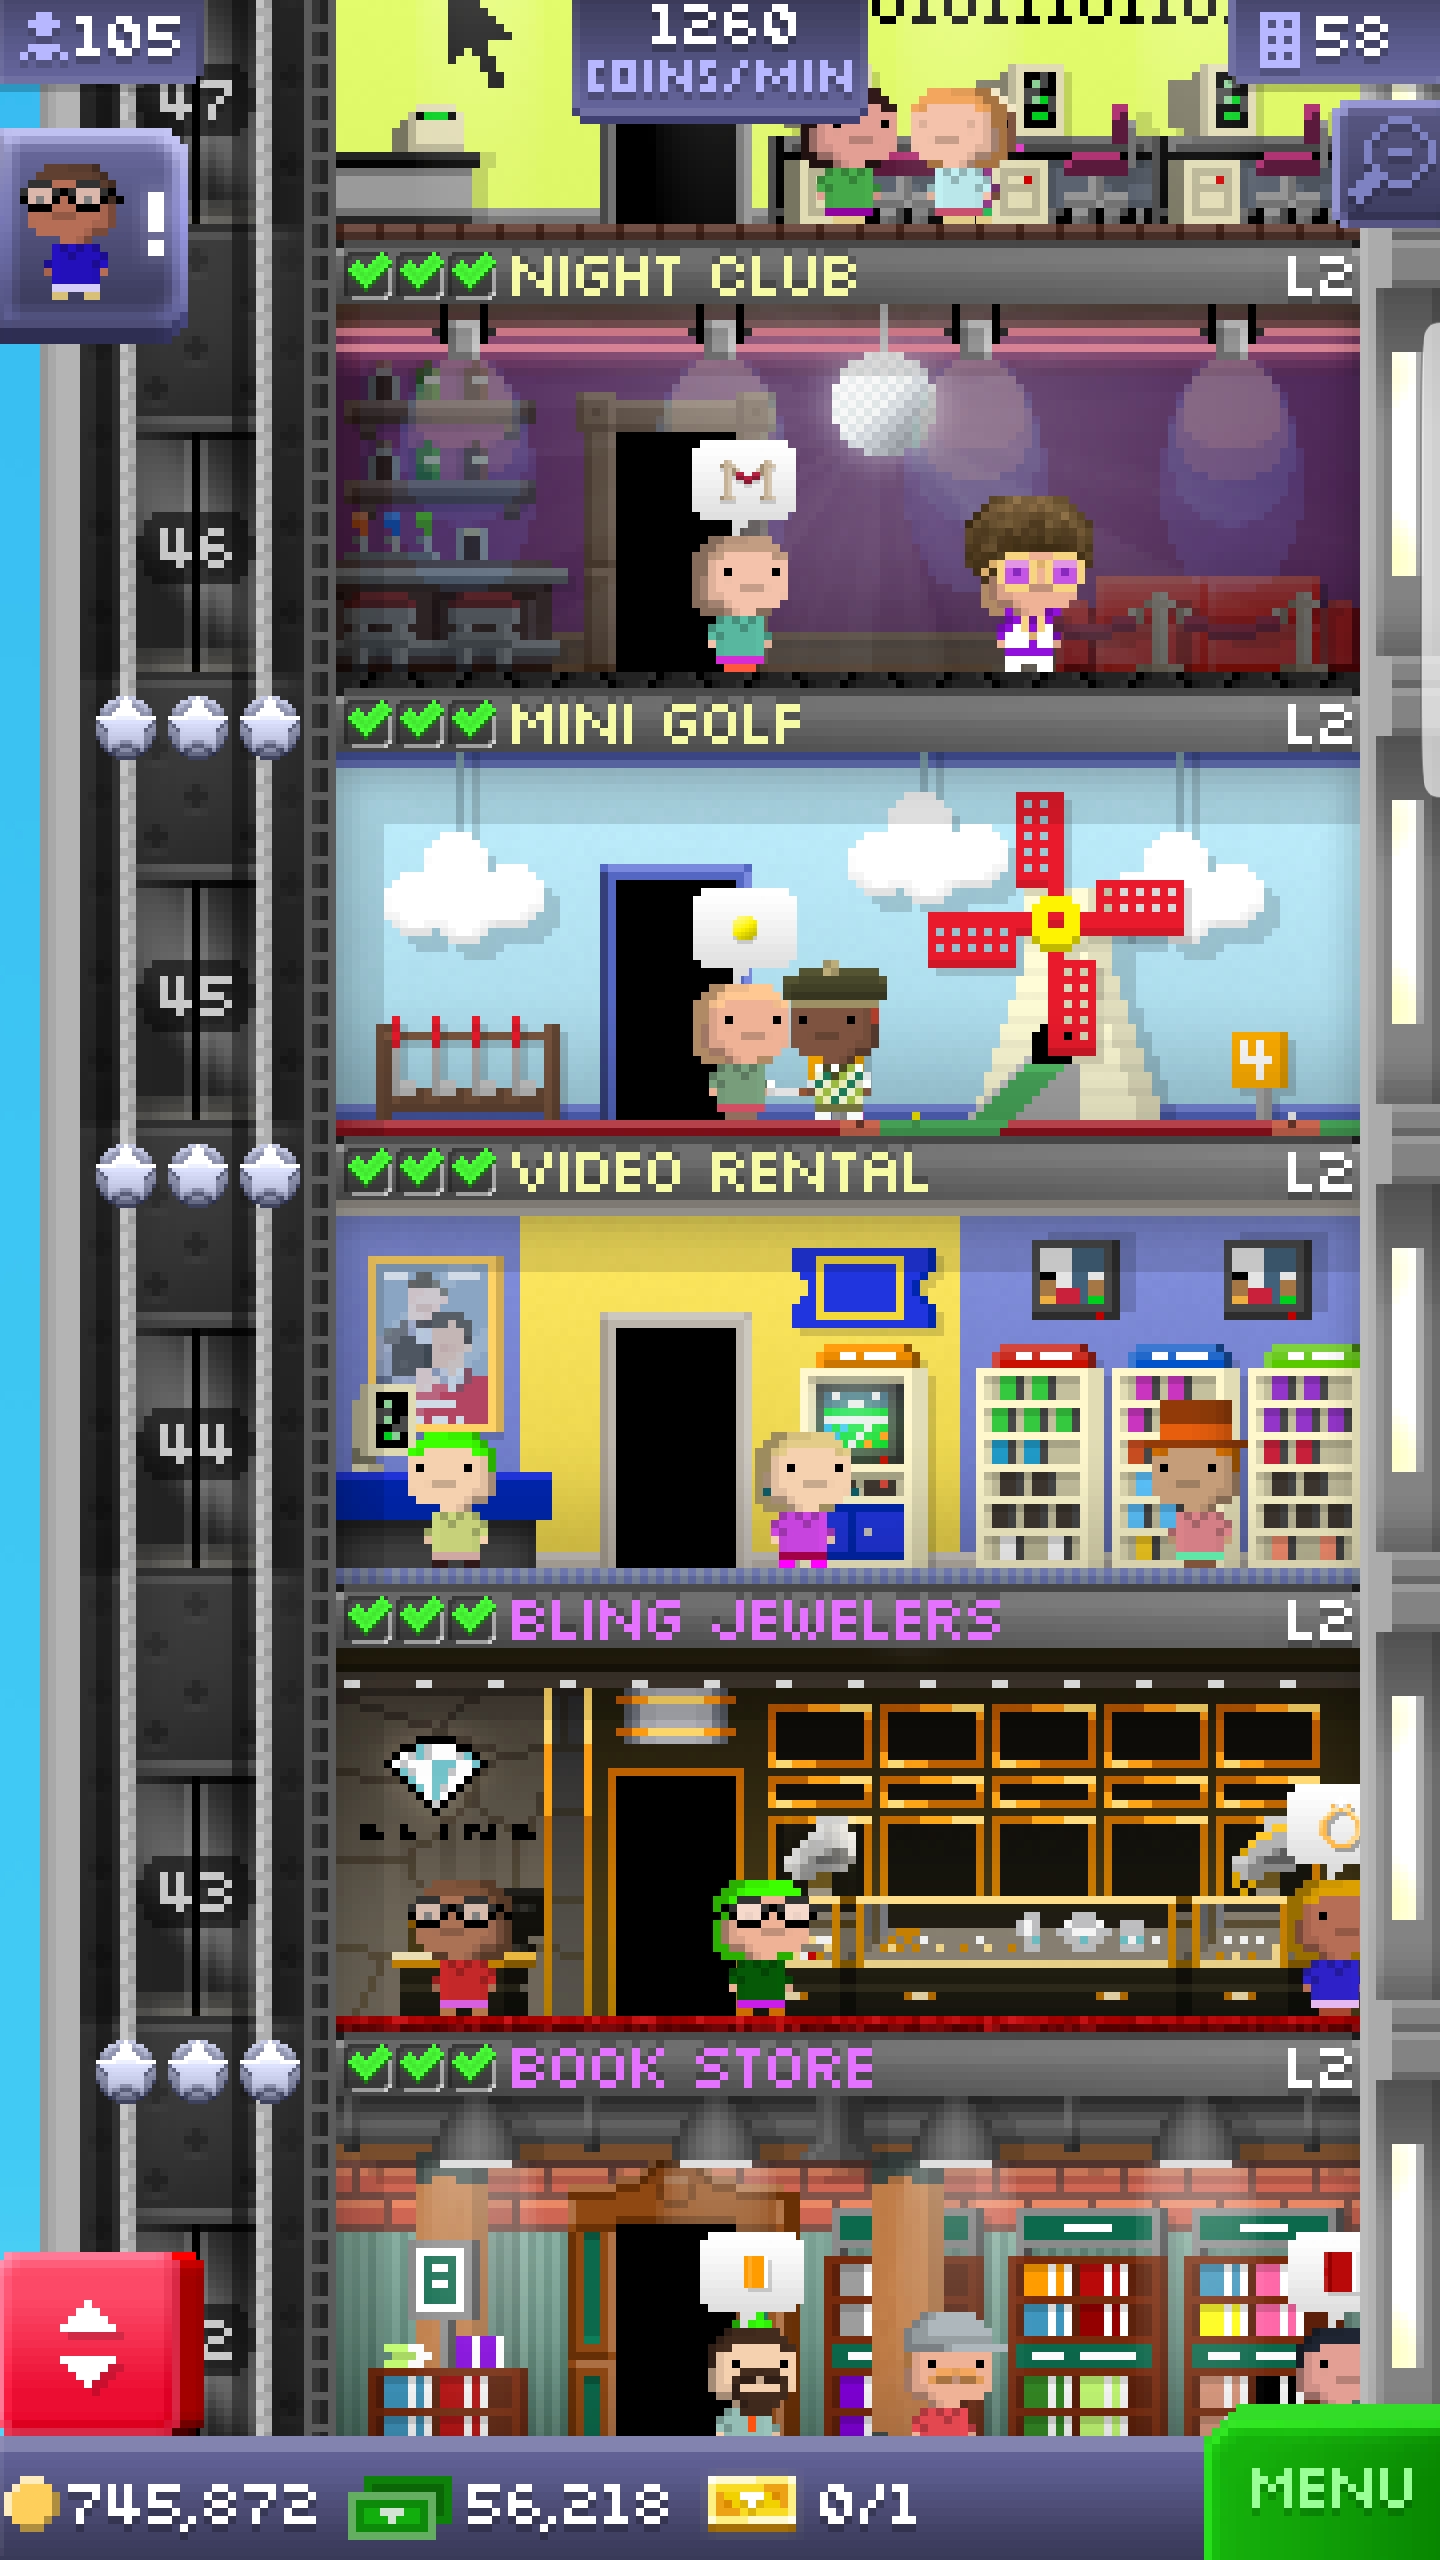 105
1260
COINS/MIN
58
47
!
NIGHT CLUB L2
46
MINI GOLF L2
45
4
VIDEO RENTAL L2
44
BLING JEWELERS L2
43
BOOK STORE L2
745,872 56,218 0/1
MENU